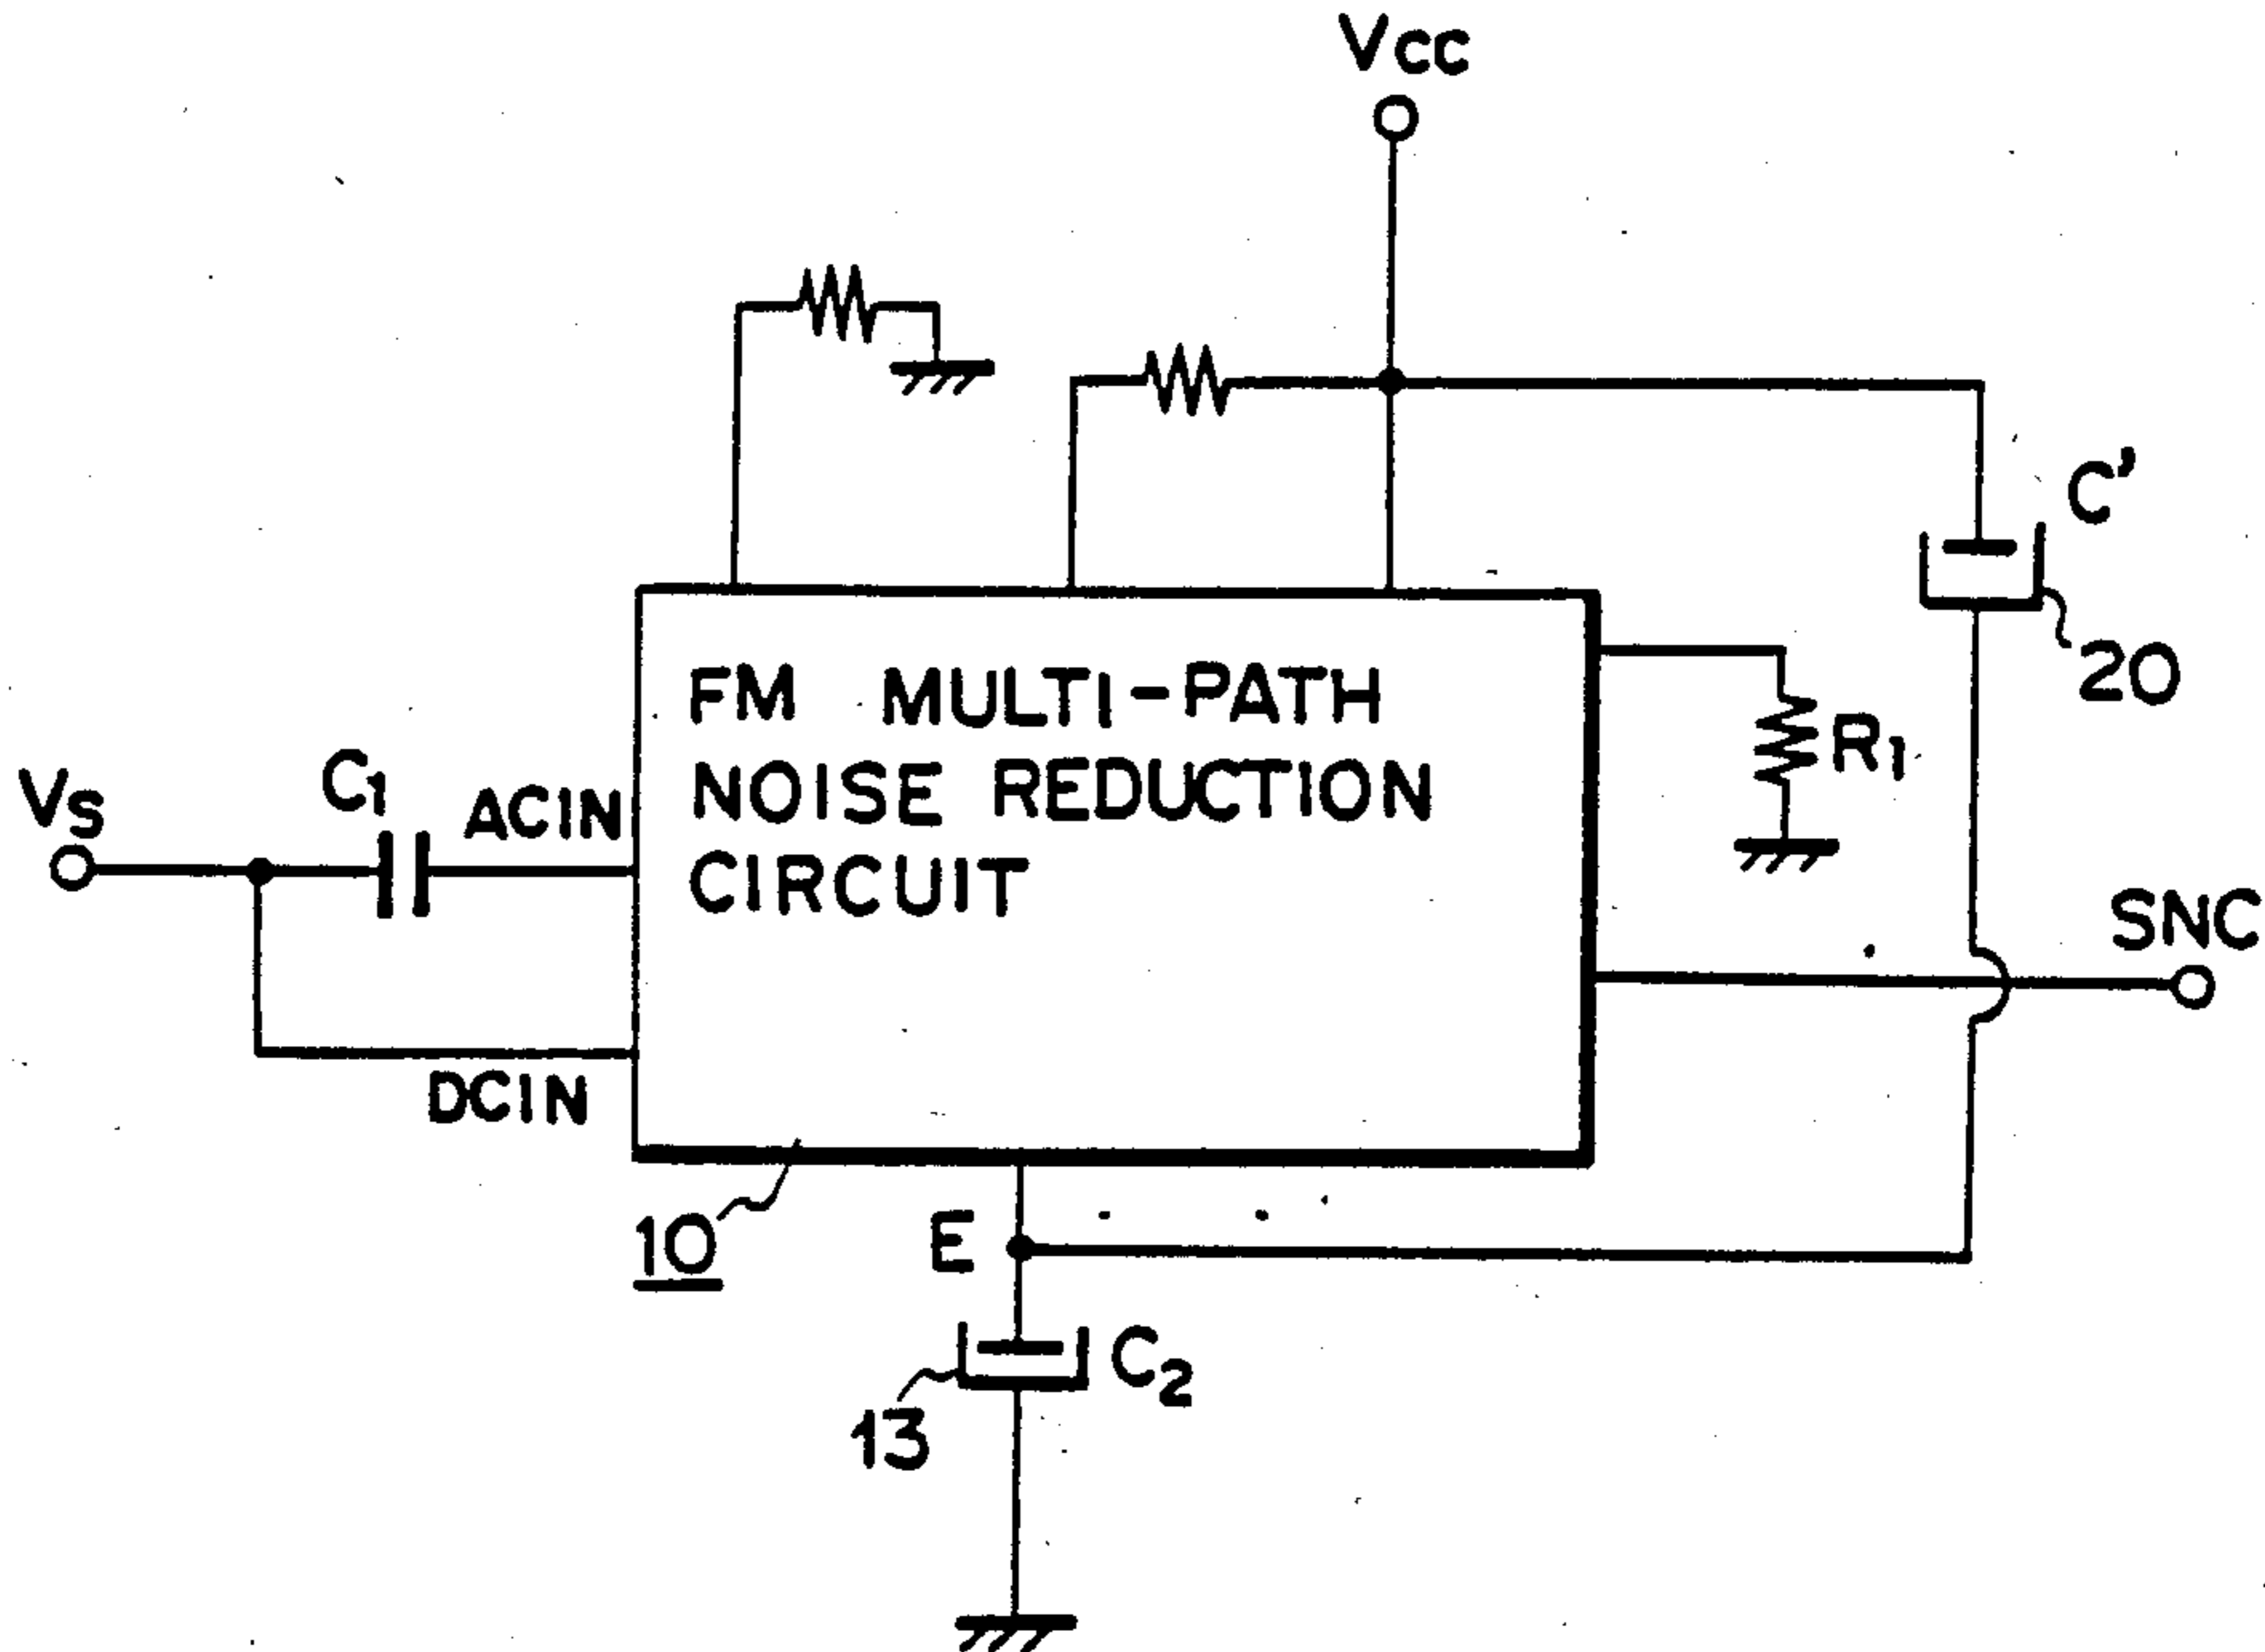 Vcc
C'
20
FM MULTI-PATH
NOISE REDUCTION
CIRCUIT
R1
Vs
C1
ACIN
SNC
DCIN
10
E
C2
13